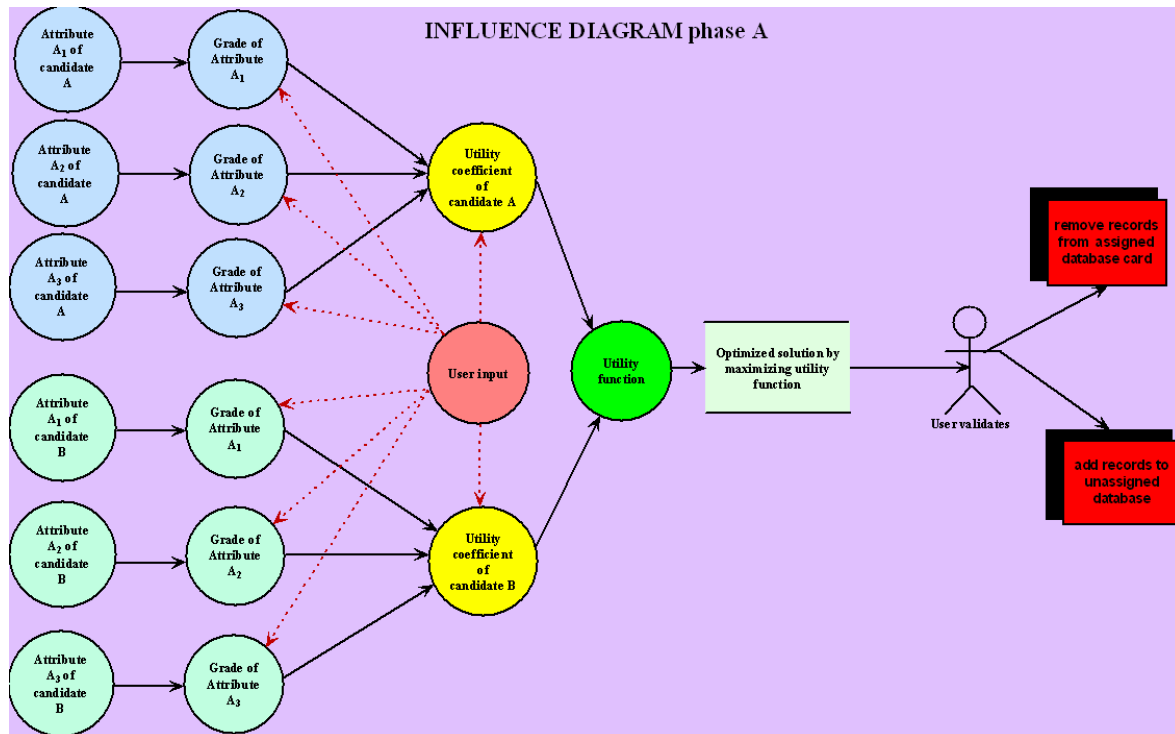 INFLUENCE DIAGRAM phase A
Attribute
A1 of
candidate
A
Grade of
Attribute
A1
Attribute
A2 of
candidate
A
Grade of
Attribute
A2
Utility
coefficient
of
candidate A
Attribute
A3 of
candidate
A
Grade of
Attribute
A3
remove records
from assigned
database card
User input
Utility
function
Optimized solution by
maximizing utility
function
User validates
Attribute
A1 of
candidate
B
Grade of
Attribute
A1
add records to
unassigned
database
Attribute
A2 of
candidate
B
Grade of
Attribute
A2
Utility
coefficient
of
candidate B
Attribute
A3 of
candidate
B
Grade of
Attribute
A3